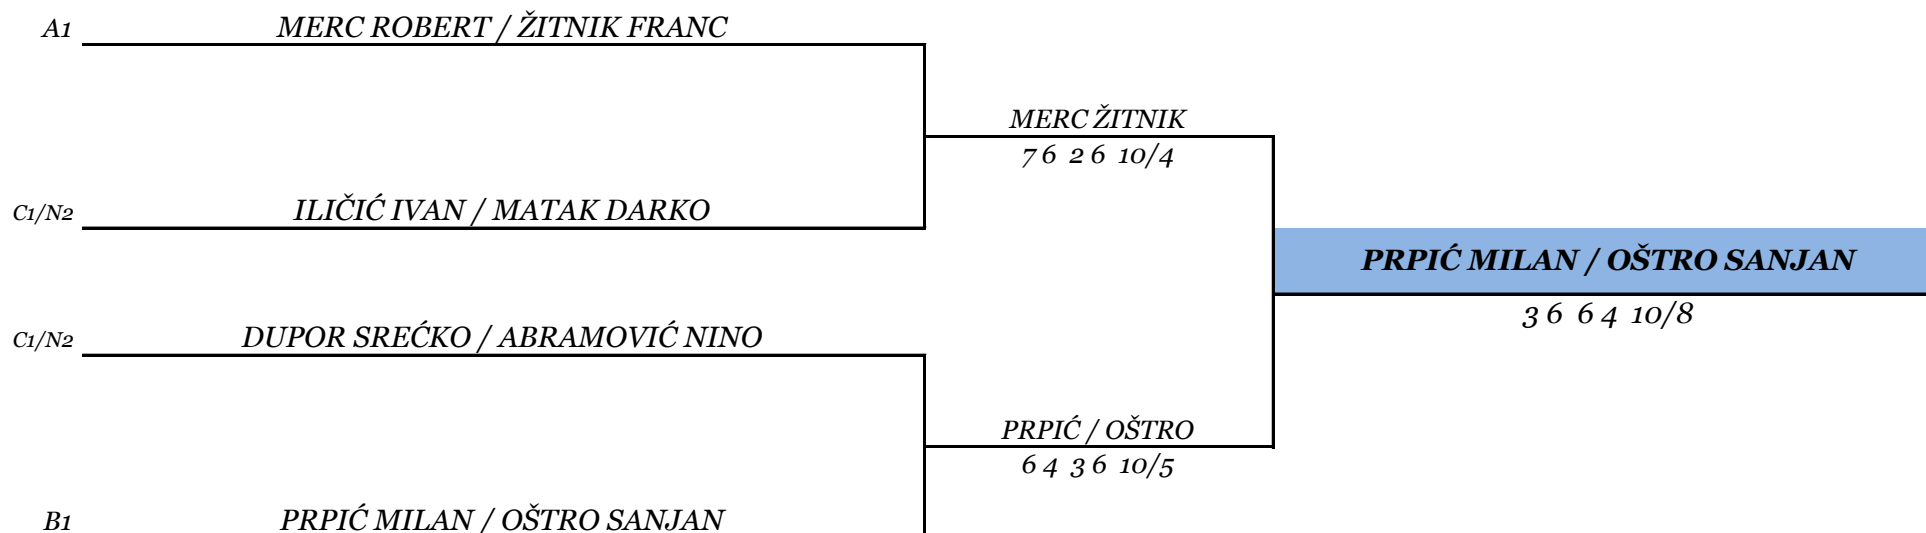 A1 MERC ROBERT / ŽITNIK FRANC
MERC ŽITNIK
7 6 2 6 10/4
C1/N2 ILIČIĆ IVAN / MATAK DARKO
PRPIĆ MILAN / OŠTRO SANJAN
3 6 6 4 10/8
C1/N2 DUPOR SREĆKO / ABRAMOVIĆ NINO
PRPIĆ / OŠTRO
6 4 3 6 10/5
B1 PRPIĆ MILAN / OŠTRO SANJAN